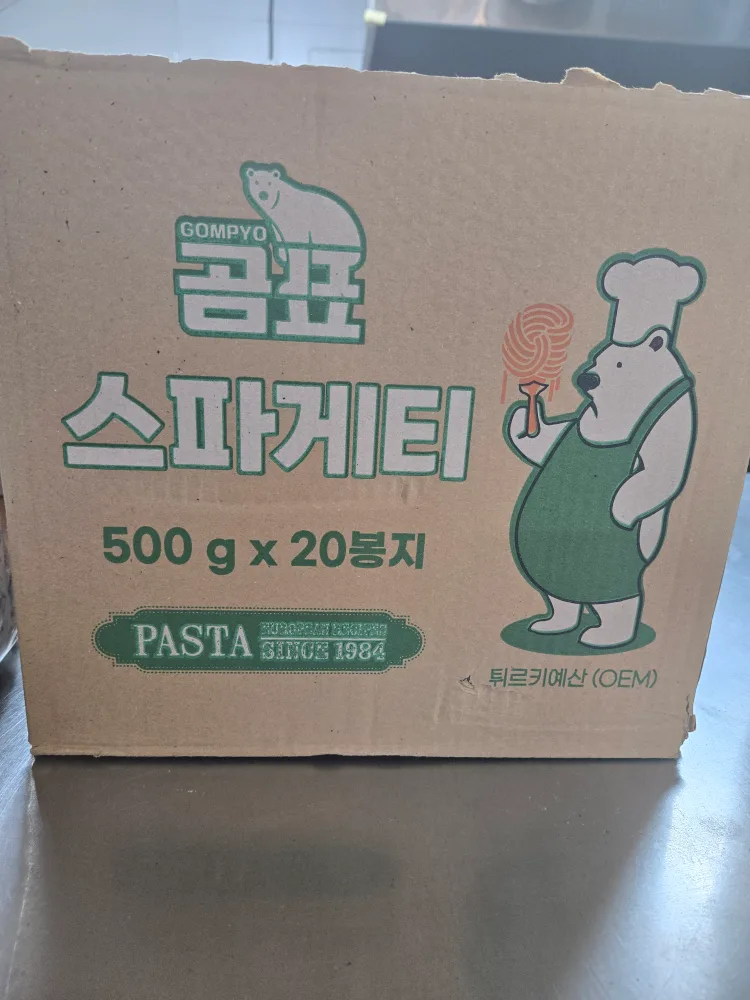 GOMPYO
곰표
스파게티
500 g x 20봉지
PASTA
EUROPEAN
SINCE 1984
튀르키예산 (OEM)